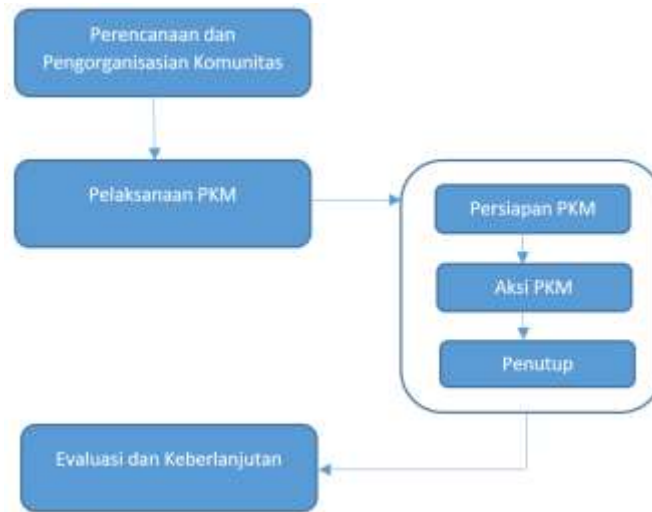 Perencanaan dan
Pengorganisasian Komunitas
Pelaksanaan PKM
Persiapan PKM
Aksi PKM
Penutup
Evaluasi dan Keberlanjutan